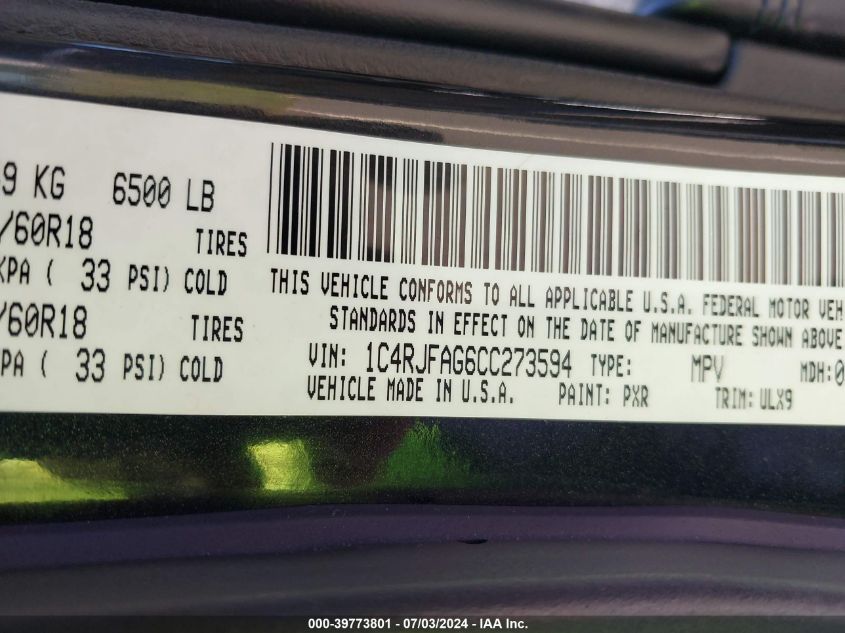 9 KG 6500 LB
/60R18 TIRES
KPA ( 33 PSI) COLD
/60R18 TIRES
PA ( 33 PSI) COLD
THIS VEHICLE CONFORMS TO ALL APPLICABLE U.S.A. FEDERAL MOTOR VEH
STANDARDS IN EFFECT ON THE DATE OF MANUFACTURE SHOWN ABOVE
VIN: 1C4RJFAG6CC273594 TYPE: MPV MDH:0
VEHICLE MADE IN U.S.A. PAINT: PXR TRIM: ULX9
000-39773801 - 07/03/2024 - IAA Inc.